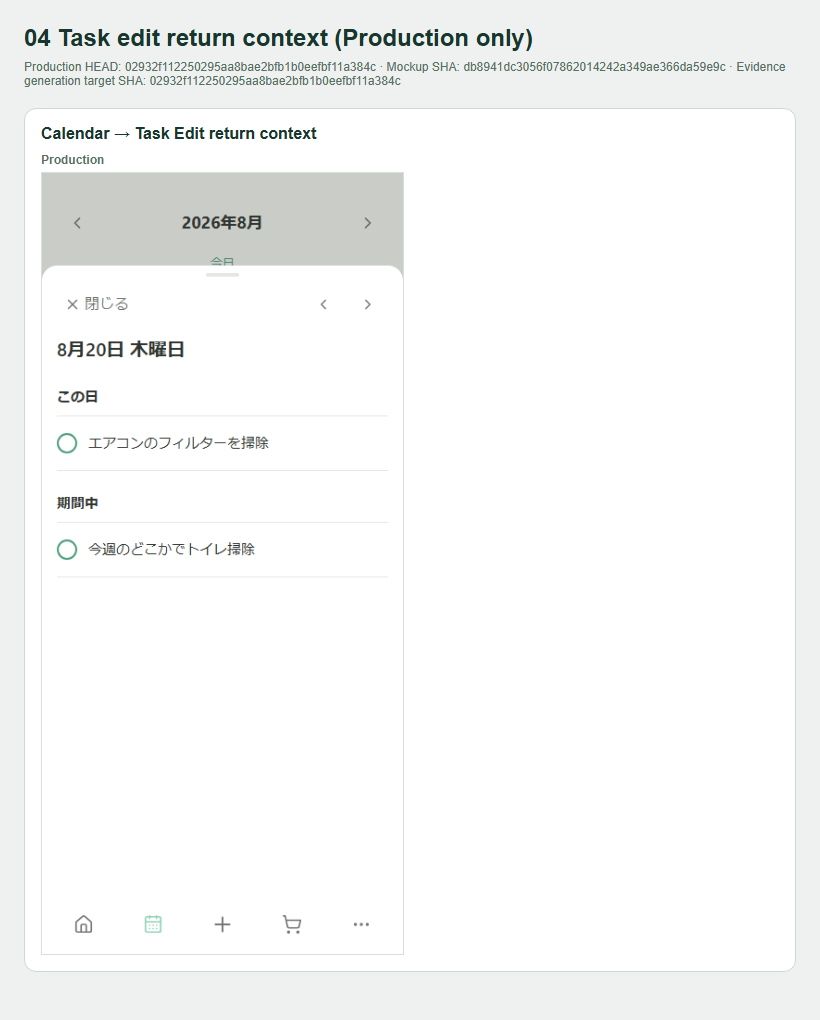 04 Task edit return context (Production only)
Production HEAD: 02932f112250295aa8bae2bfb1b0eefbf11a384c · Mockup SHA: db8941dc3056f07862014242a349ae366da59e9c · Evidence
generation target SHA: 02932f112250295aa8bae2bfb1b0eefbf11a384c
Calendar → Task Edit return context
Production
2026年8月
今日
閉じる
8月20日 木曜日
この日
エアコンのフィルターを掃除
期間中
今週のどこかでトイレ掃除